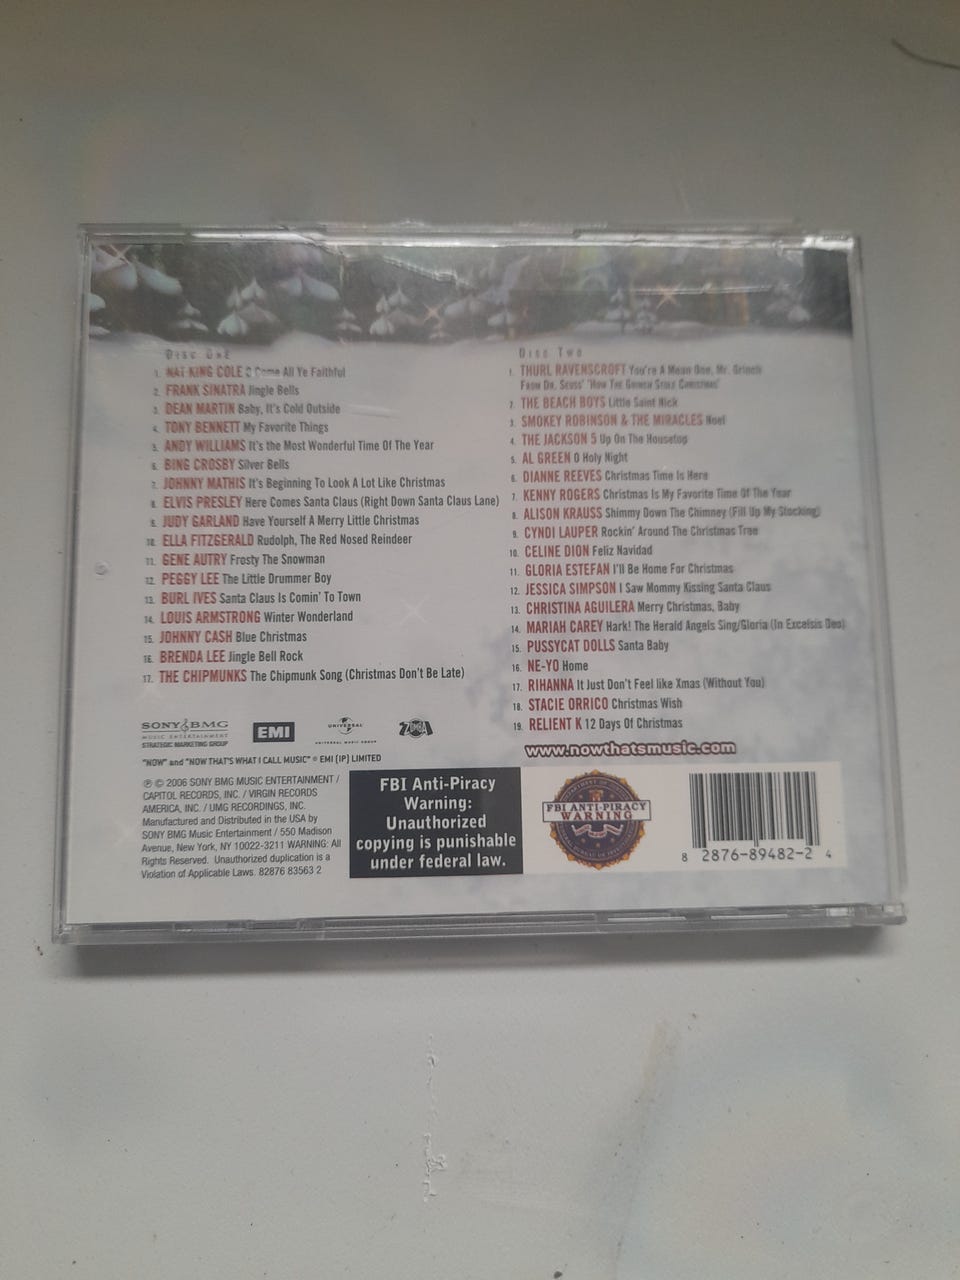 Disc One
1. NAT KING COLE O Come All Ye Faithful
2. FRANK SINATRA Jingle Bells
3. DEAN MARTIN Baby, It's Cold Outside
4. TONY BENNETT My Favorite Things
5. ANDY WILLIAMS It's the Most Wonderful Time Of The Year
6. BING CROSBY Silver Bells
7. JOHNNY MATHIS It's Beginning To Look A Lot Like Christmas
8. ELVIS PRESLEY Here Comes Santa Claus (Right Down Santa Claus Lane)
9. JUDY GARLAND Have Yourself A Merry Little Christmas
10. ELLA FITZGERALD Rudolph, The Red Nosed Reindeer
11. GENE AUTRY Frosty The Snowman
12. PEGGY LEE The Little Drummer Boy
13. BURL IVES Santa Claus Is Comin' To Town
14. LOUIS ARMSTRONG Winter Wonderland
15. JOHNNY CASH Blue Christmas
16. BRENDA LEE Jingle Bell Rock
17. THE CHIPMUNKS The Chipmunk Song (Christmas Don't Be Late)
Disc Two
1. THURL RAVENSCROFT You're A Mean One, Mr. Grinch
From Dr. Seuss' "How The Grinch Stole Christmas"
2. THE BEACH BOYS Little Saint Nick
3. SMOKEY ROBINSON & THE MIRACLES Noel
4. THE JACKSON 5 Up On The Housetop
5. AL GREEN O Holy Night
6. DIANNE REEVES Christmas Time Is Here
7. KENNY ROGERS Christmas Is My Favorite Time Of The Year
8. ALISON KRAUSS Shimmy Down The Chimney (Fill Up My Stocking)
9. CYNDI LAUPER Rockin' Around The Christmas Tree
10. CELINE DION Feliz Navidad
11. GLORIA ESTEFAN I'll Be Home For Christmas
12. JESSICA SIMPSON I Saw Mommy Kissing Santa Claus
13. CHRISTINA AGUILERA Merry Christmas, Baby
14. MARIAH CAREY Hark! The Herald Angels Sing/Gloria (In Excelsis Deo)
15. PUSSYCAT DOLLS Santa Baby
16. NE-YO Home
17. RIHANNA It Just Don't Feel like Xmas (Without You)
18. STACIE ORRICO Christmas Wish
19. RELIENT K 12 Days Of Christmas
www.nowthatsmusic.com
SONY BMG
MUSIC ENTERTAINMENT
STRATEGIC MARKETING GROUP
EMI
UNIVERSAL
UNIVERSAL MUSIC GROUP
ZOMBA
"NOW" and "NOW THAT'S WHAT I CALL MUSIC" ® EMI (IP) LIMITED
℗ © 2006 SONY BMG MUSIC ENTERTAINMENT /
CAPITOL RECORDS, INC. / VIRGIN RECORDS
AMERICA, INC. / UMG RECORDINGS, INC.
Manufactured and Distributed in the USA by
SONY BMG Music Entertainment / 550 Madison
Avenue, New York, NY 10022-3211 WARNING: All
Rights Reserved. Unauthorized duplication is a
Violation of Applicable Laws. 82876 83563 2
FBI Anti-Piracy
Warning:
Unauthorized
copying is punishable
under federal law.
FBI ANTI-PIRACY
WARNING
8 2876-89482-2 4